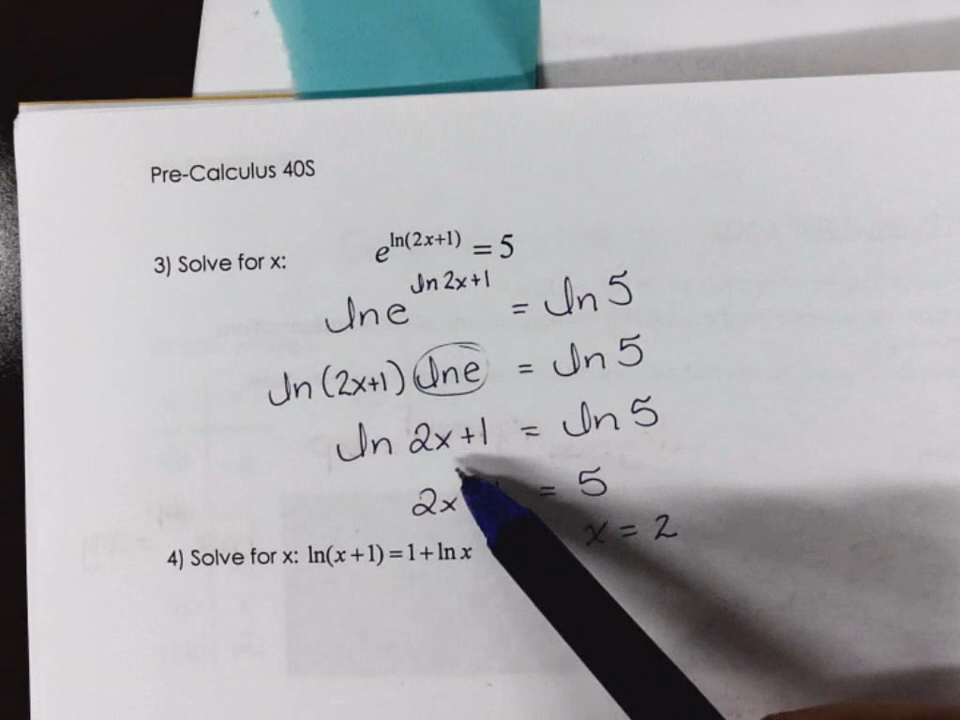 Pre-Calculus 40S
3) Solve for x: e^{ln(2x+1)} = 5
ln e^{ln 2x+1} = ln 5
ln (2x+1) ln e = ln 5
ln 2x+1 = ln 5
2x = 5
x = 2
4) Solve for x: ln(x+1)=1+ln x